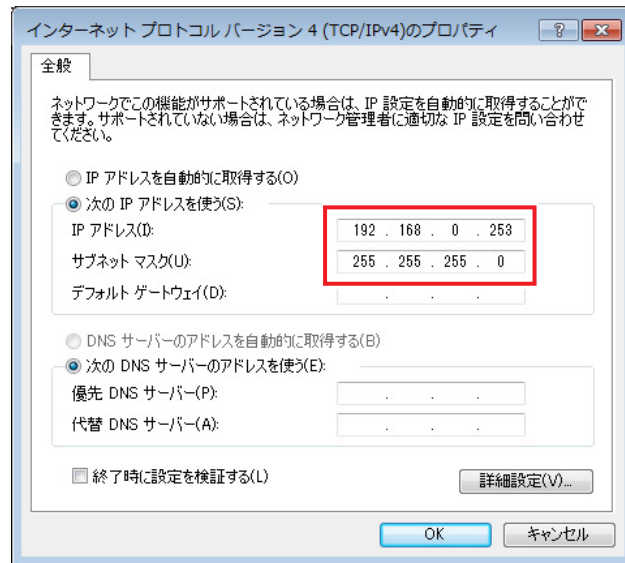 インターネット プロトコル バージョン 4 (TCP/IPv4)のプロパティ
全般
ネットワークでこの機能がサポートされている場合は、IP 設定を自動的に取得することがで
きます。サポートされていない場合は、ネットワーク管理者に適切な IP 設定を問い合わせ
てください。
IP アドレスを自動的に取得する(O)
次の IP アドレスを使う(S):
IP アドレス(I): 192 . 168 . 0 . 253
サブネット マスク(U): 255 . 255 . 255 . 0
デフォルト ゲートウェイ(D): . . .
DNS サーバーのアドレスを自動的に取得する(B)
次の DNS サーバーのアドレスを使う(E):
優先 DNS サーバー(P): . . .
代替 DNS サーバー(A): . . .
終了時に設定を検証する(L) 詳細設定(V)...
OK キャンセル